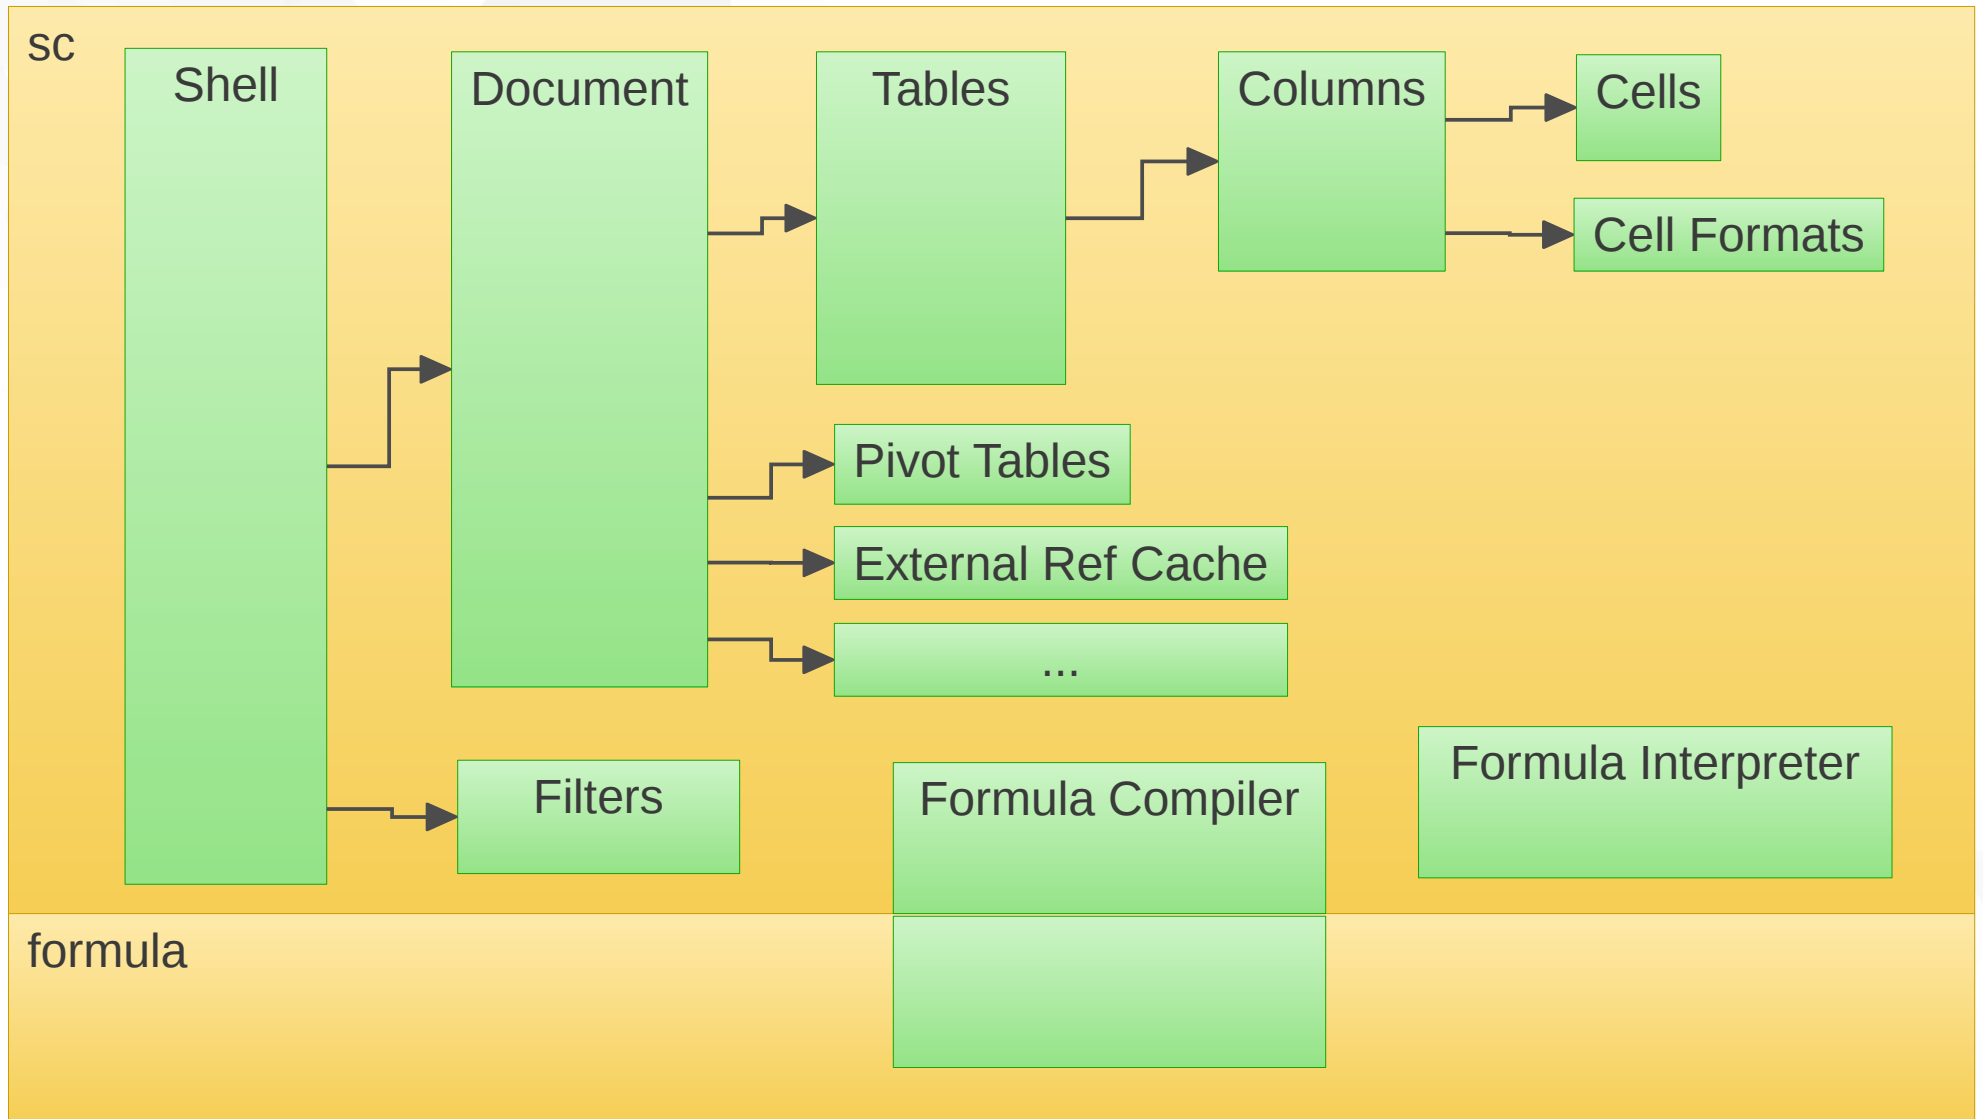 sc
Shell
Document
Tables
Columns
Cells
Cell Formats
Pivot Tables
External Ref Cache
...
Filters
Formula Compiler
Formula Interpreter
formula